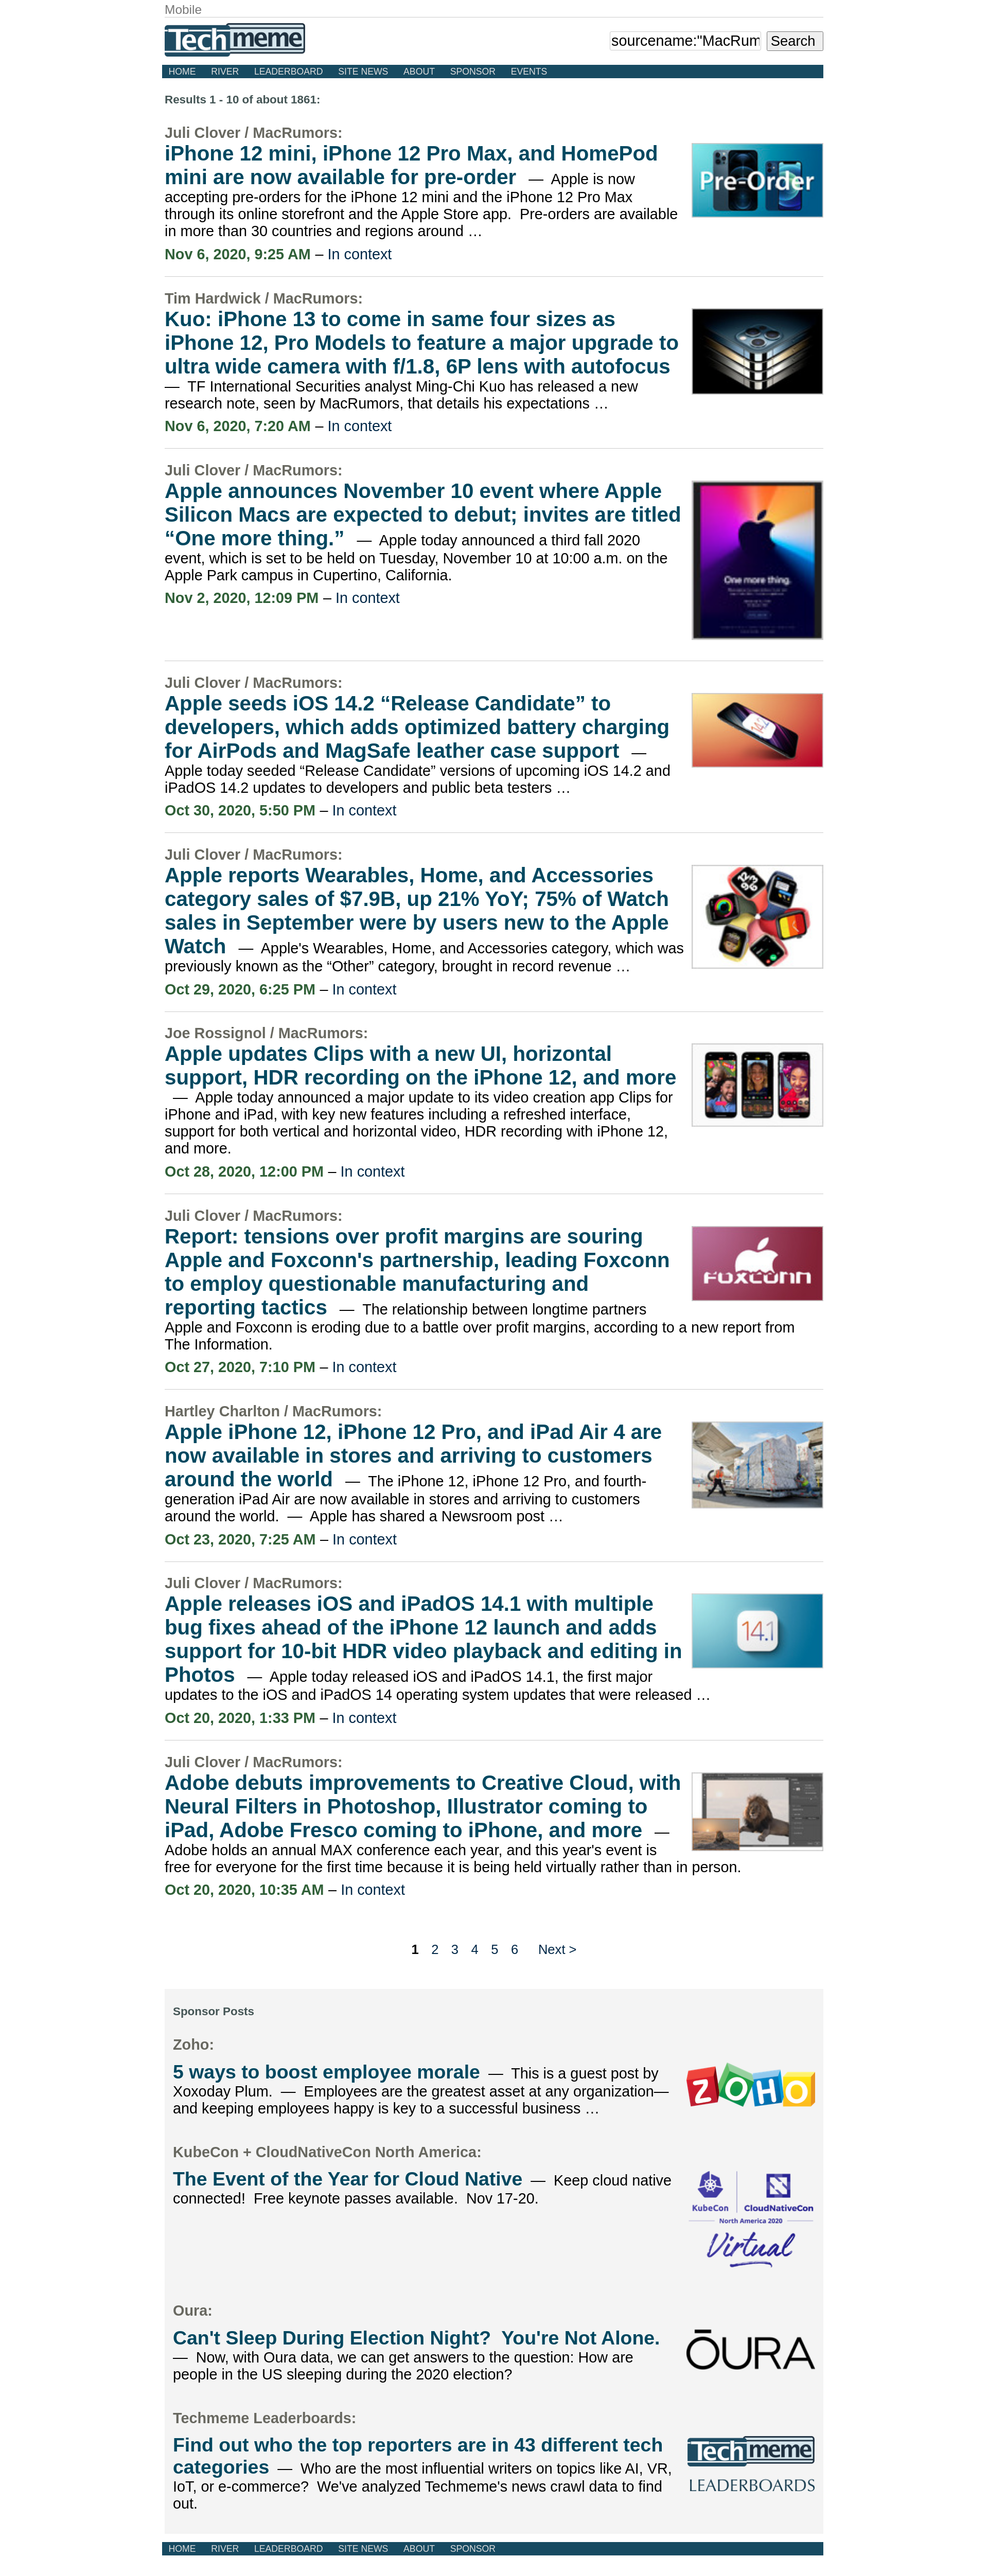 Mobile
Techmeme
sourcename:"MacRum
Search
HOME RIVER LEADERBOARD SITE NEWS ABOUT SPONSOR EVENTS
Results 1 - 10 of about 1861:
Juli Clover / MacRumors:
iPhone 12 mini, iPhone 12 Pro Max, and HomePod
mini are now available for pre-order — Apple is now
accepting pre-orders for the iPhone 12 mini and the iPhone 12 Pro Max
through its online storefront and the Apple Store app. Pre-orders are available
in more than 30 countries and regions around …
Pre-Order
Nov 6, 2020, 9:25 AM – In context
Tim Hardwick / MacRumors:
Kuo: iPhone 13 to come in same four sizes as
iPhone 12, Pro Models to feature a major upgrade to
ultra wide camera with f/1.8, 6P lens with autofocus
— TF International Securities analyst Ming-Chi Kuo has released a new
research note, seen by MacRumors, that details his expectations …
Nov 6, 2020, 7:20 AM – In context
Juli Clover / MacRumors:
Apple announces November 10 event where Apple
Silicon Macs are expected to debut; invites are titled
“One more thing.” — Apple today announced a third fall 2020
event, which is set to be held on Tuesday, November 10 at 10:00 a.m. on the
Apple Park campus in Cupertino, California.
One more thing.
Nov 2, 2020, 12:09 PM – In context
Juli Clover / MacRumors:
Apple seeds iOS 14.2 “Release Candidate” to
developers, which adds optimized battery charging
for AirPods and MagSafe leather case support —
Apple today seeded “Release Candidate” versions of upcoming iOS 14.2 and
iPadOS 14.2 updates to developers and public beta testers …
14.2
Oct 30, 2020, 5:50 PM – In context
Juli Clover / MacRumors:
Apple reports Wearables, Home, and Accessories
category sales of $7.9B, up 21% YoY; 75% of Watch
sales in September were by users new to the Apple
Watch — Apple's Wearables, Home, and Accessories category, which was
previously known as the “Other” category, brought in record revenue …
Oct 29, 2020, 6:25 PM – In context
Joe Rossignol / MacRumors:
Apple updates Clips with a new UI, horizontal
support, HDR recording on the iPhone 12, and more
— Apple today announced a major update to its video creation app Clips for
iPhone and iPad, with key new features including a refreshed interface,
support for both vertical and horizontal video, HDR recording with iPhone 12,
and more.
Oct 28, 2020, 12:00 PM – In context
Juli Clover / MacRumors:
Report: tensions over profit margins are souring
Apple and Foxconn's partnership, leading Foxconn
to employ questionable manufacturing and
reporting tactics — The relationship between longtime partners
Apple and Foxconn is eroding due to a battle over profit margins, according to a new report from
The Information.
FOXCONN
Oct 27, 2020, 7:10 PM – In context
Hartley Charlton / MacRumors:
Apple iPhone 12, iPhone 12 Pro, and iPad Air 4 are
now available in stores and arriving to customers
around the world — The iPhone 12, iPhone 12 Pro, and fourth-
generation iPad Air are now available in stores and arriving to customers
around the world. — Apple has shared a Newsroom post …
Oct 23, 2020, 7:25 AM – In context
Juli Clover / MacRumors:
Apple releases iOS and iPadOS 14.1 with multiple
bug fixes ahead of the iPhone 12 launch and adds
support for 10-bit HDR video playback and editing in
Photos — Apple today released iOS and iPadOS 14.1, the first major
updates to the iOS and iPadOS 14 operating system updates that were released …
14.1
Oct 20, 2020, 1:33 PM – In context
Juli Clover / MacRumors:
Adobe debuts improvements to Creative Cloud, with
Neural Filters in Photoshop, Illustrator coming to
iPad, Adobe Fresco coming to iPhone, and more —
Adobe holds an annual MAX conference each year, and this year's event is
free for everyone for the first time because it is being held virtually rather than in person.
Oct 20, 2020, 10:35 AM – In context
1 2 3 4 5 6 Next >
Sponsor Posts
Zoho:
5 ways to boost employee morale — This is a guest post by
Xoxoday Plum. — Employees are the greatest asset at any organization—
and keeping employees happy is key to a successful business …
ZOHO
KubeCon + CloudNativeCon North America:
The Event of the Year for Cloud Native — Keep cloud native
connected! Free keynote passes available. Nov 17-20.
KubeCon CloudNativeCon
North America 2020
Virtual
Oura:
Can't Sleep During Election Night? You're Not Alone.
— Now, with Oura data, we can get answers to the question: How are
people in the US sleeping during the 2020 election?
ŌURA
Techmeme Leaderboards:
Find out who the top reporters are in 43 different tech
categories — Who are the most influential writers on topics like AI, VR,
IoT, or e-commerce? We've analyzed Techmeme's news crawl data to find
out.
Techmeme
LEADERBOARDS
HOME RIVER LEADERBOARD SITE NEWS ABOUT SPONSOR